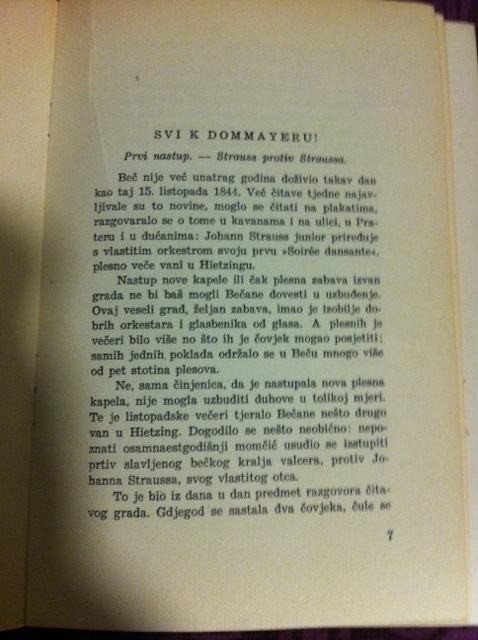 SVI K DOMMAYERU!
Prvi nastup. — Strauss protiv Straussa.
Beč nije već unatrag godina doživio takav dan
kao taj 15. listopada 1844. Već čitave tjedne najav-
ljivale su to novine, moglo se čitati na plakatima,
razgovaralo se o tome u kavanama i na ulici, u Pra-
teru i u dućanima: Johann Strauss junior priređuje
s vlastitim orkestrom svoju prvu »Soirée dansante«,
plesno veče vani u Hietzingu.
Nastup nove kapele ili čak plesna zabava izvan
grada ne bi baš mogli Bečane dovesti u uzbuđenje.
Ovaj veseli grad, željan zabava, imao je izobilje do-
brih orkestara i glasbenika od glasa. A plesnih je
večeri bilo više no što ih je čovjek mogao posjetiti;
samih jednih poklada održalo se u Beču mnogo više
od pet stotina plesova.
Ne, sama činjenica, da je nastupala nova plesna
kapela, nije mogla uzbuditi duhove u tolikoj mjeri.
Te je listopadske večeri tjeralo Bečane nešto drugo
van u Hietzing. Dogodilo se nešto neobično: nepo-
znati osamnaestgodišnji momčić usudio se izstupiti
prtiv slavljenog bečkog kralja valcera, protiv Jo-
hanna Straussa, svog vlastitog otca.
To je bio iz dana u dan predmet razgovora čita-
vog grada. Gdjegod se sastala dva čovjeka, čule se
7